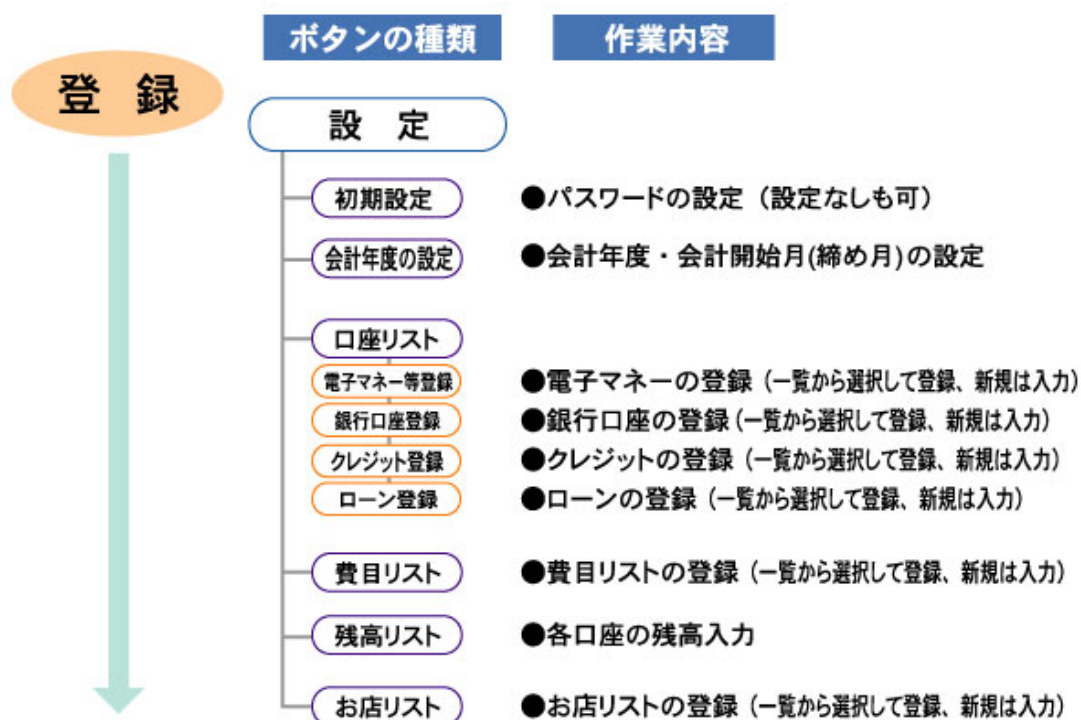 ボタンの種類 作業内容
登 録
設 定
初期設定 ●パスワードの設定（設定なしも可）
会計年度の設定 ●会計年度・会計開始月(締め月)の設定
口座リスト
電子マネー等登録 ●電子マネーの登録（一覧から選択して登録、新規は入力）
銀行口座登録 ●銀行口座の登録（一覧から選択して登録、新規は入力）
クレジット登録 ●クレジットの登録（一覧から選択して登録、新規は入力）
ローン登録 ●ローンの登録（一覧から選択して登録、新規は入力）
費目リスト ●費目リストの登録（一覧から選択して登録、新規は入力）
残高リスト ●各口座の残高入力
お店リスト ●お店リストの登録（一覧から選択して登録、新規は入力）